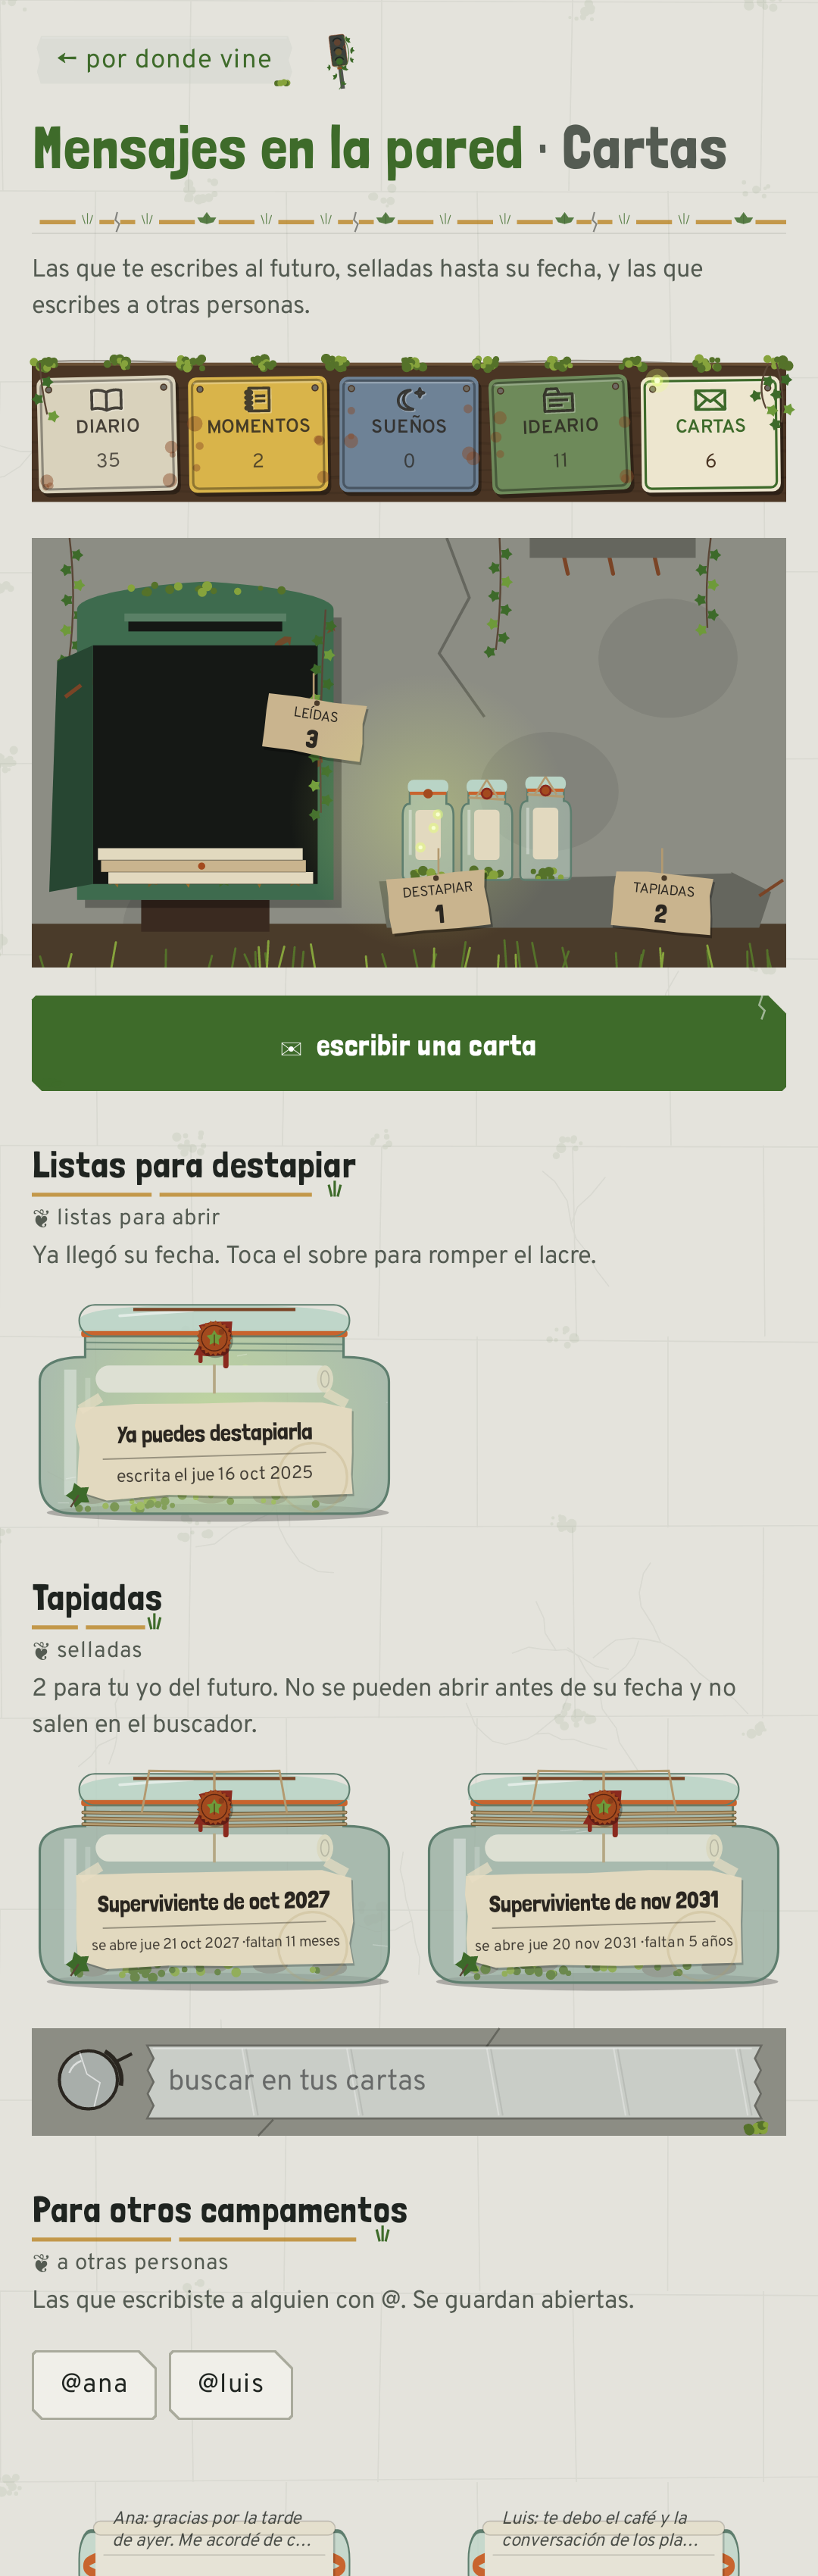 ← por donde vine
Mensajes en la pared · Cartas
Las que te escribes al futuro, selladas hasta su fecha, y las que
escribes a otras personas.
DIARIO
35
MOMENTOS
2
SUEÑOS
0
IDEARIO
11
CARTAS
6
LEÍDAS
3
DESTAPIAR
1
TAPIADAS
2
✉ escribir una carta
Listas para destapiar
❦ listas para abrir
Ya llegó su fecha. Toca el sobre para romper el lacre.
Ya puedes destapiarla
escrita el jue 16 oct 2025
Tapiadas
❦ selladas
2 para tu yo del futuro. No se pueden abrir antes de su fecha y no
salen en el buscador.
Superviviente de oct 2027
se abre jue 21 oct 2027 · faltan 11 meses
Superviviente de nov 2031
se abre jue 20 nov 2031 · faltan 5 años
buscar en tus cartas
Para otros campamentos
❦ a otras personas
Las que escribiste a alguien con @. Se guardan abiertas.
@ana
@luis
Ana: gracias por la tarde
de ayer. Me acordé de c…
Luis: te debo el café y la
conversación de los pla…